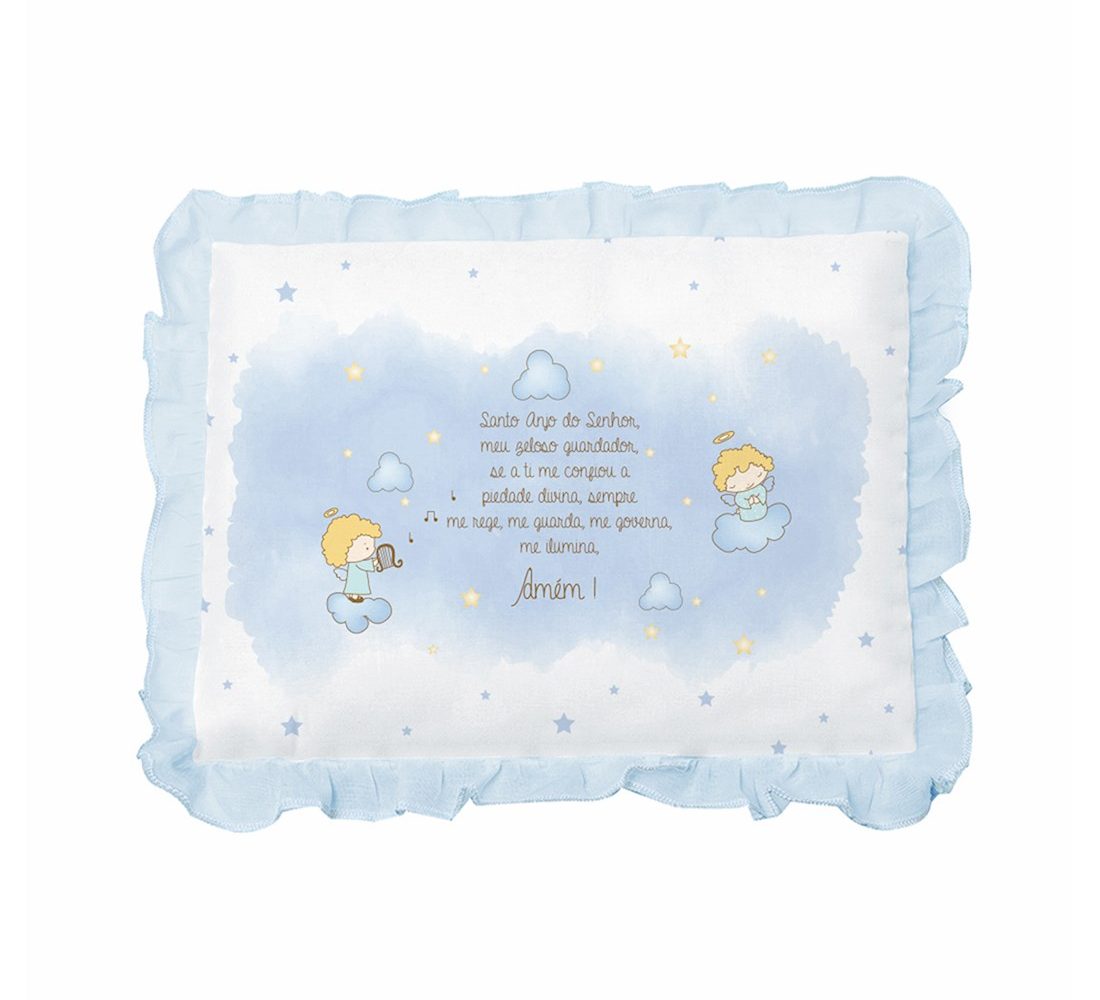 Santo Anjo do Senhor,
meu zeloso guardador,
se a ti me confiou a
piedade divina, sempre
me rege, me guarda, me governa,
me ilumina,
Amém !